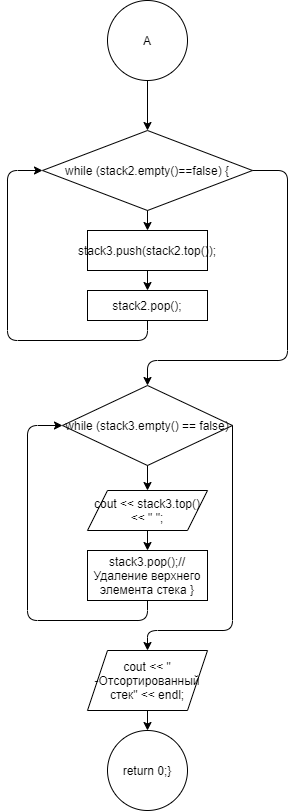 A
while (stack2.empty()==false) {
stack3.push(stack2.top());
stack2.pop();
while (stack3.empty() == false)
cout << stack3.top()
<< " ";
stack3.pop();//
Удаление верхнего
элемента стека }
cout << "
-Отсортированный
стек" << endl;
return 0;}